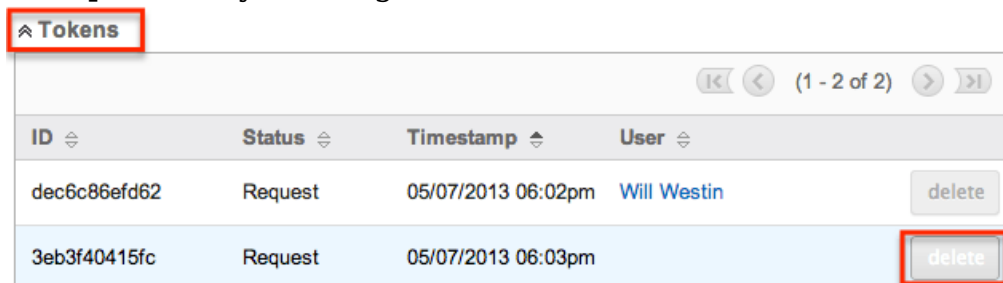 Tokens
(1 - 2 of 2)
ID Status Timestamp User
dec6c86efd62 Request 05/07/2013 06:02pm Will Westin delete
3eb3f40415fc Request 05/07/2013 06:03pm delete